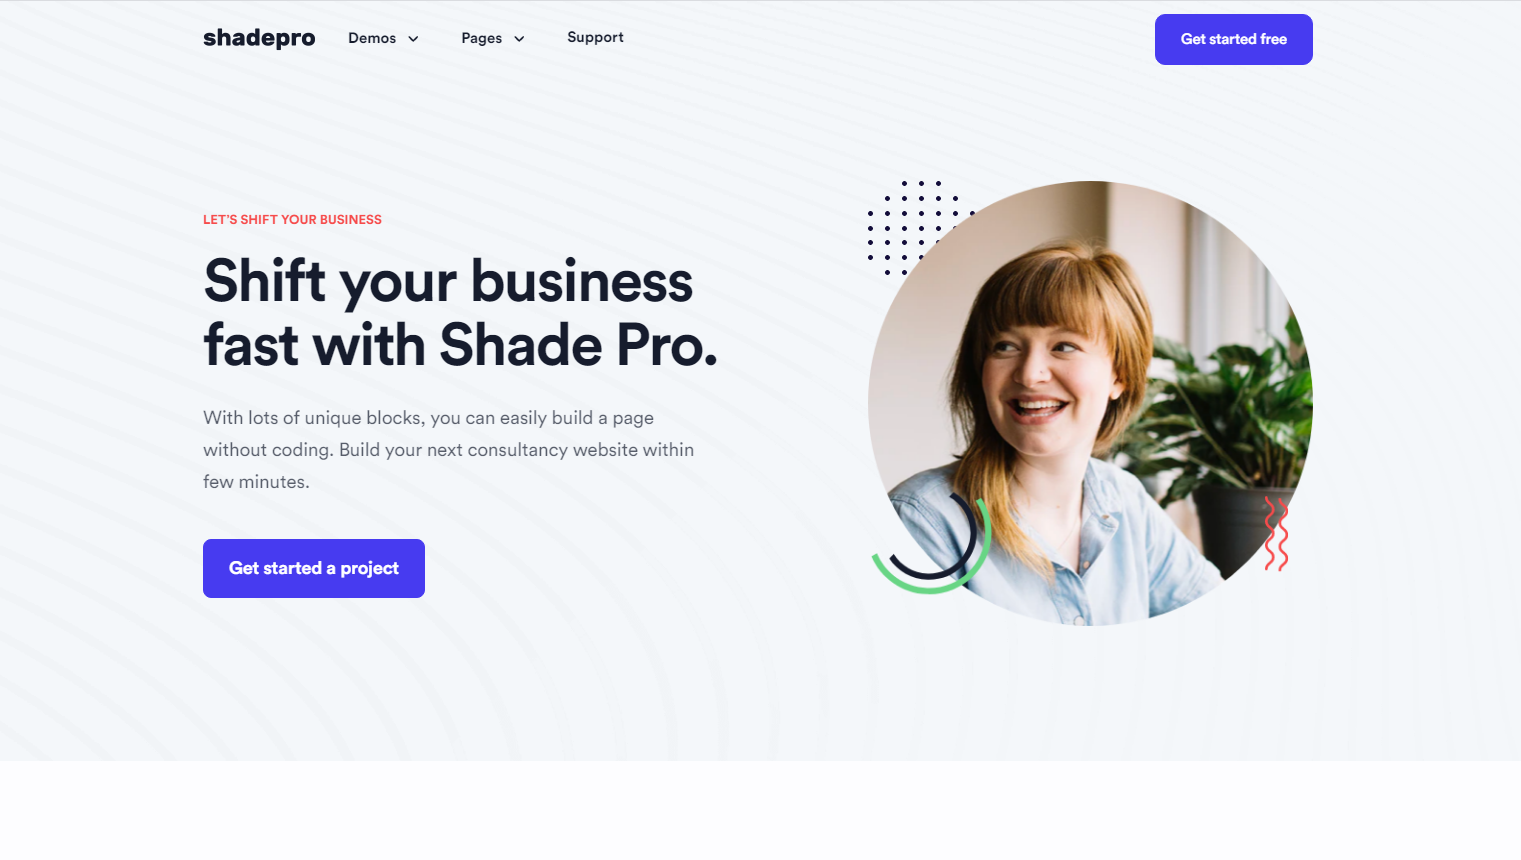 shadepro
Demos
Pages
Support
Get started free
LET'S SHIFT YOUR BUSINESS
Shift your business
fast with Shade Pro.
With lots of unique blocks, you can easily build a page
without coding. Build your next consultancy website within
few minutes.
Get started a project